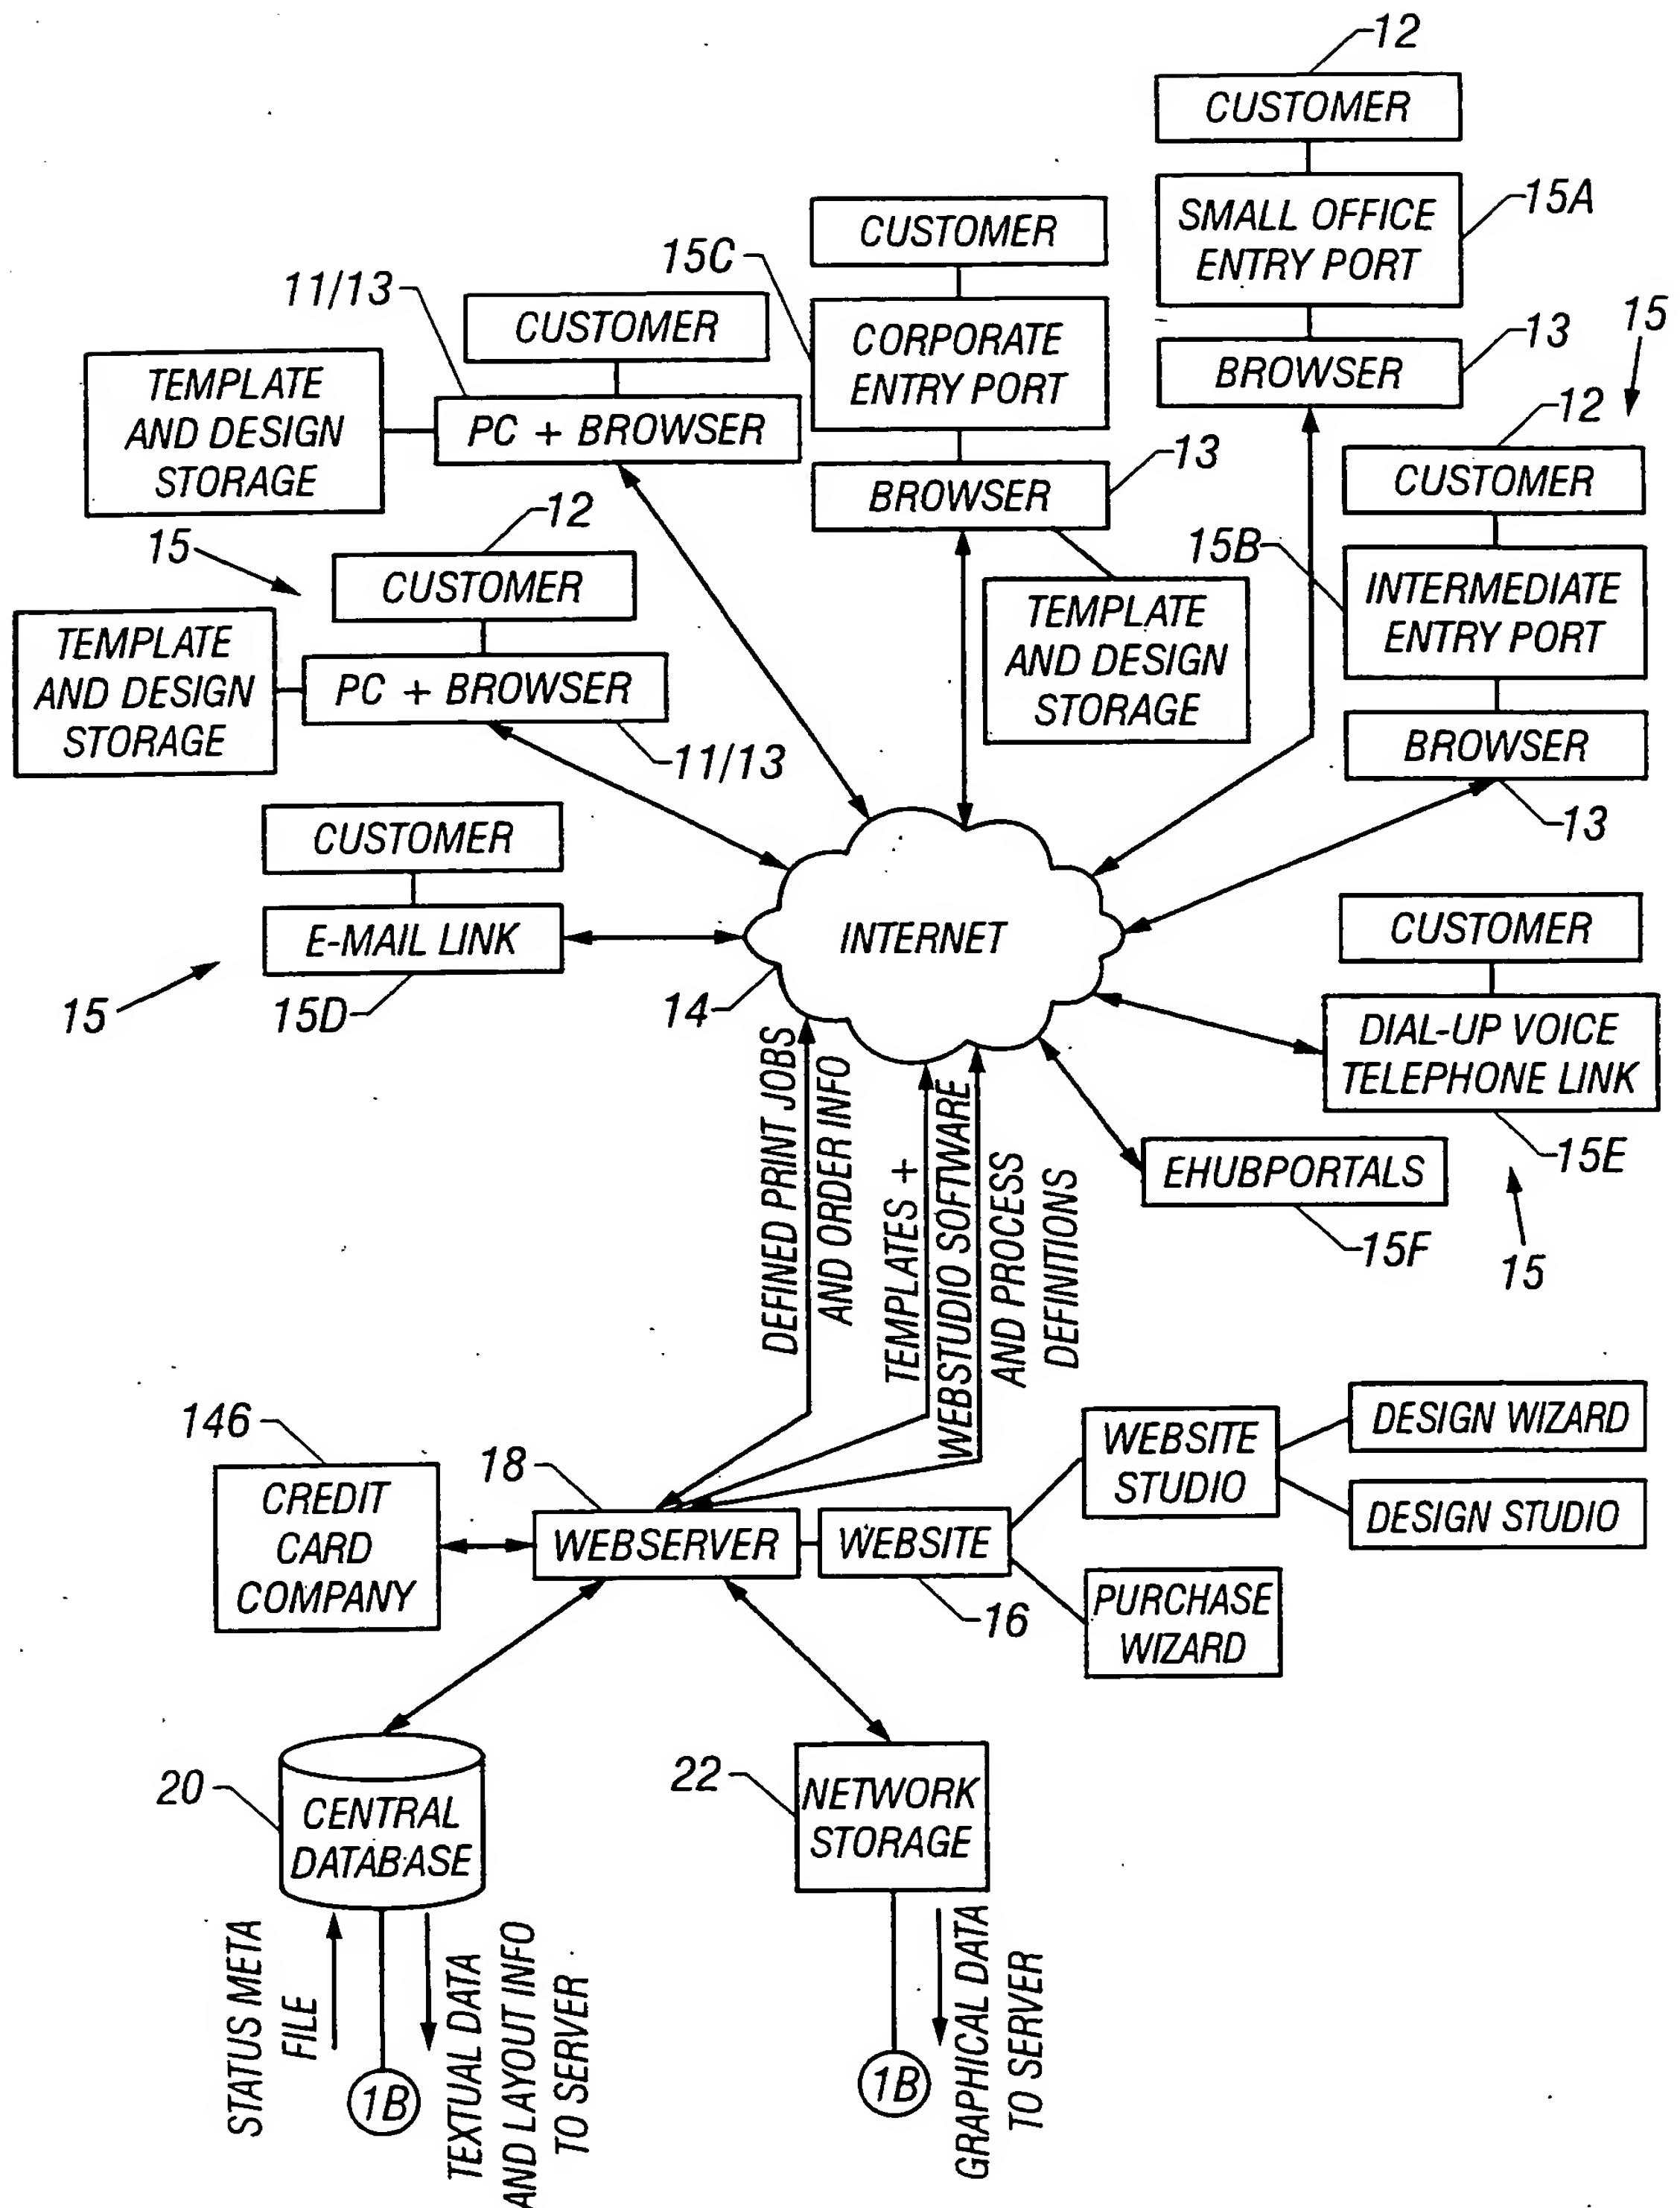 12
CUSTOMER
SMALL OFFICE
ENTRY PORT
15A
BROWSER
13
15
CUSTOMER
15C
CORPORATE
ENTRY PORT
BROWSER
13
TEMPLATE
AND DESIGN
STORAGE
11/13
CUSTOMER
PC + BROWSER
TEMPLATE
AND DESIGN
STORAGE
12
CUSTOMER
15B
INTERMEDIATE
ENTRY PORT
BROWSER
13
15
12
CUSTOMER
TEMPLATE
AND DESIGN
STORAGE
PC + BROWSER
11/13
CUSTOMER
E-MAIL LINK
15
15D
INTERNET
14
CUSTOMER
DIAL-UP VOICE
TELEPHONE LINK
15E
EHUBPORTALS
15F
15
DEFINED PRINT JOBS
AND ORDER INFO
TEMPLATES +
WEBSTUDIO SOFTWARE
AND PROCESS
DEFINITIONS
146
CREDIT
CARD
COMPANY
18
WEBSERVER
WEBSITE
16
WEBSITE
STUDIO
DESIGN WIZARD
DESIGN STUDIO
PURCHASE
WIZARD
20
CENTRAL
DATABASE
22
NETWORK
STORAGE
STATUS META
FILE
1B
TEXTUAL DATA
AND LAYOUT INFO
TO SERVER
1B
GRAPHICAL DATA
TO SERVER